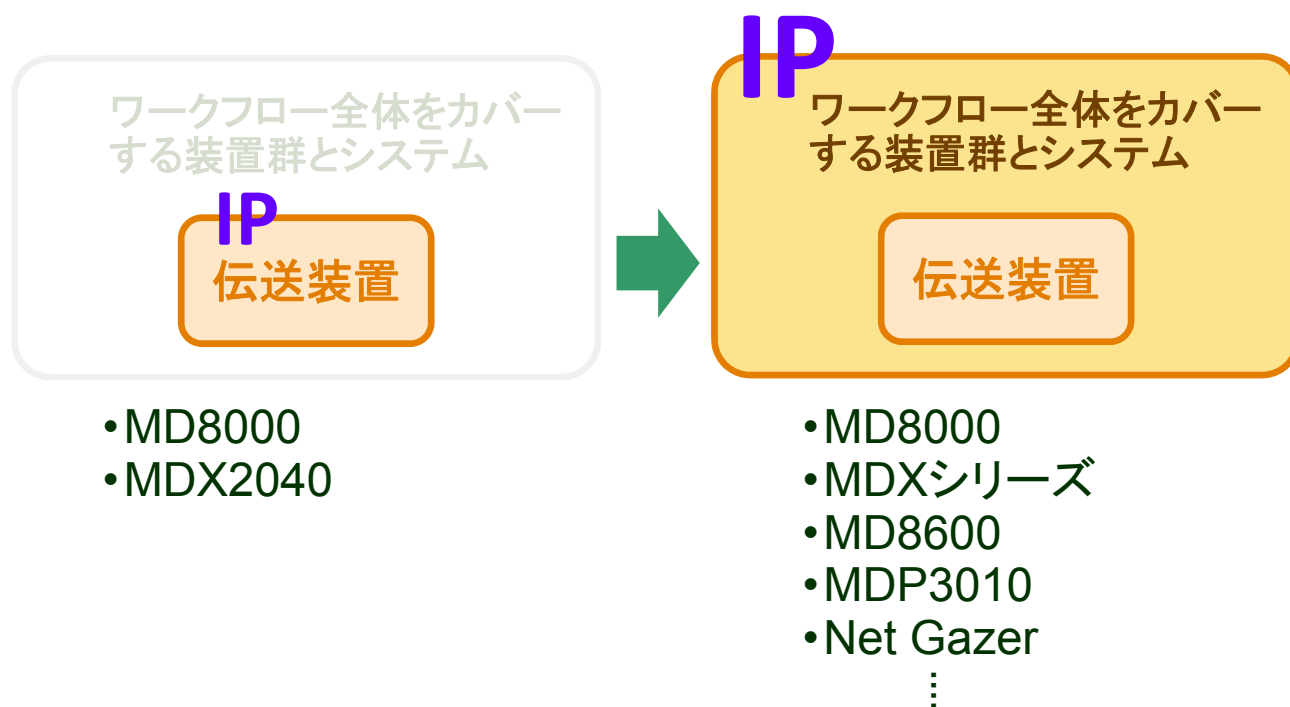 ワークフロー全体をカバー
する装置群とシステム
IP
伝送装置
•MD8000
•MDX2040
IP
ワークフロー全体をカバー
する装置群とシステム
伝送装置
•MD8000
•MDXシリーズ
•MD8600
•MDP3010
•Net Gazer